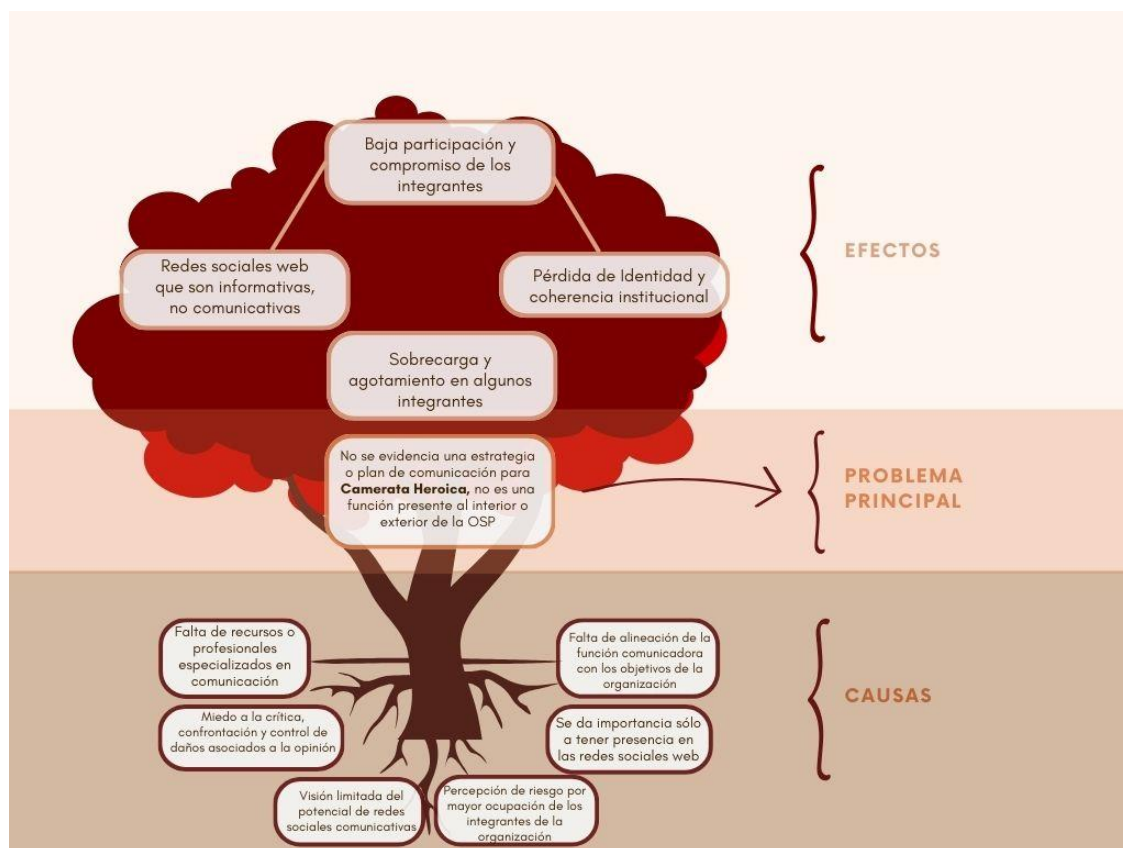 Baja participación y
compromiso de los
integrantes
Redes sociales web
que son informativas,
no comunicativas
Pérdida de Identidad y
coherencia institucional
EFECTOS
Sobrecarga y
agotamiento en algunos
integrantes
No se evidencia una estrategia
o plan de comunicación para
Camerata Heroica, no es una
función presente al interior o
exterior de la OSP
PROBLEMA
PRINCIPAL
Falta de recursos o
profesionales
especializados en
comunicación
Falta de alineación de la
función comunicadora
con los objetivos de la
organización
CAUSAS
Miedo a la crítica,
confrontación y control de
daños asociados a la opinión
Se da importancia sólo
a tener presencia en
las redes sociales web
Visión limitada del
potencial de redes
sociales comunicativas
Percepción de riesgo por
mayor ocupación de los
integrantes de la
organización